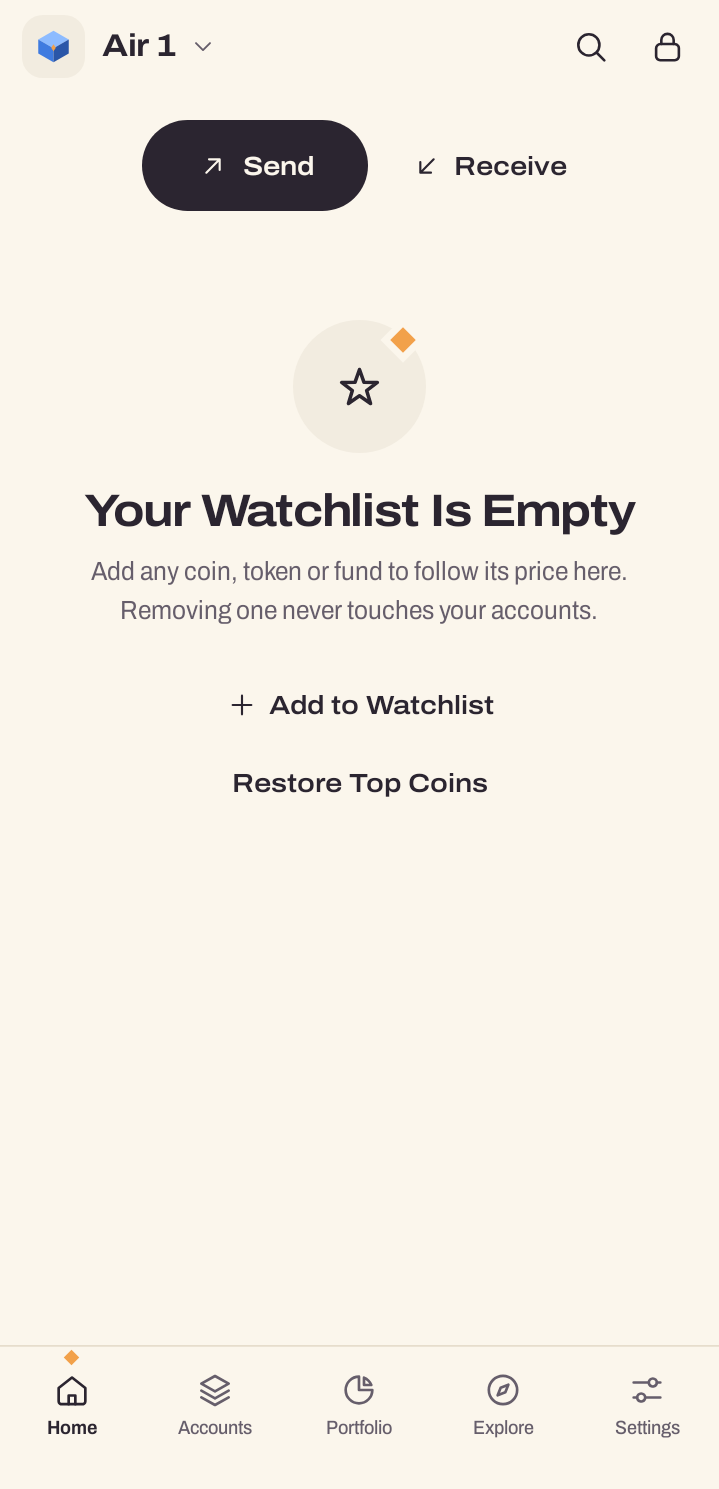 Air 1
Send
Receive
Your Watchlist Is Empty
Add any coin, token or fund to follow its price here.
Removing one never touches your accounts.
Add to Watchlist
Restore Top Coins
Home
Accounts
Portfolio
Explore
Settings